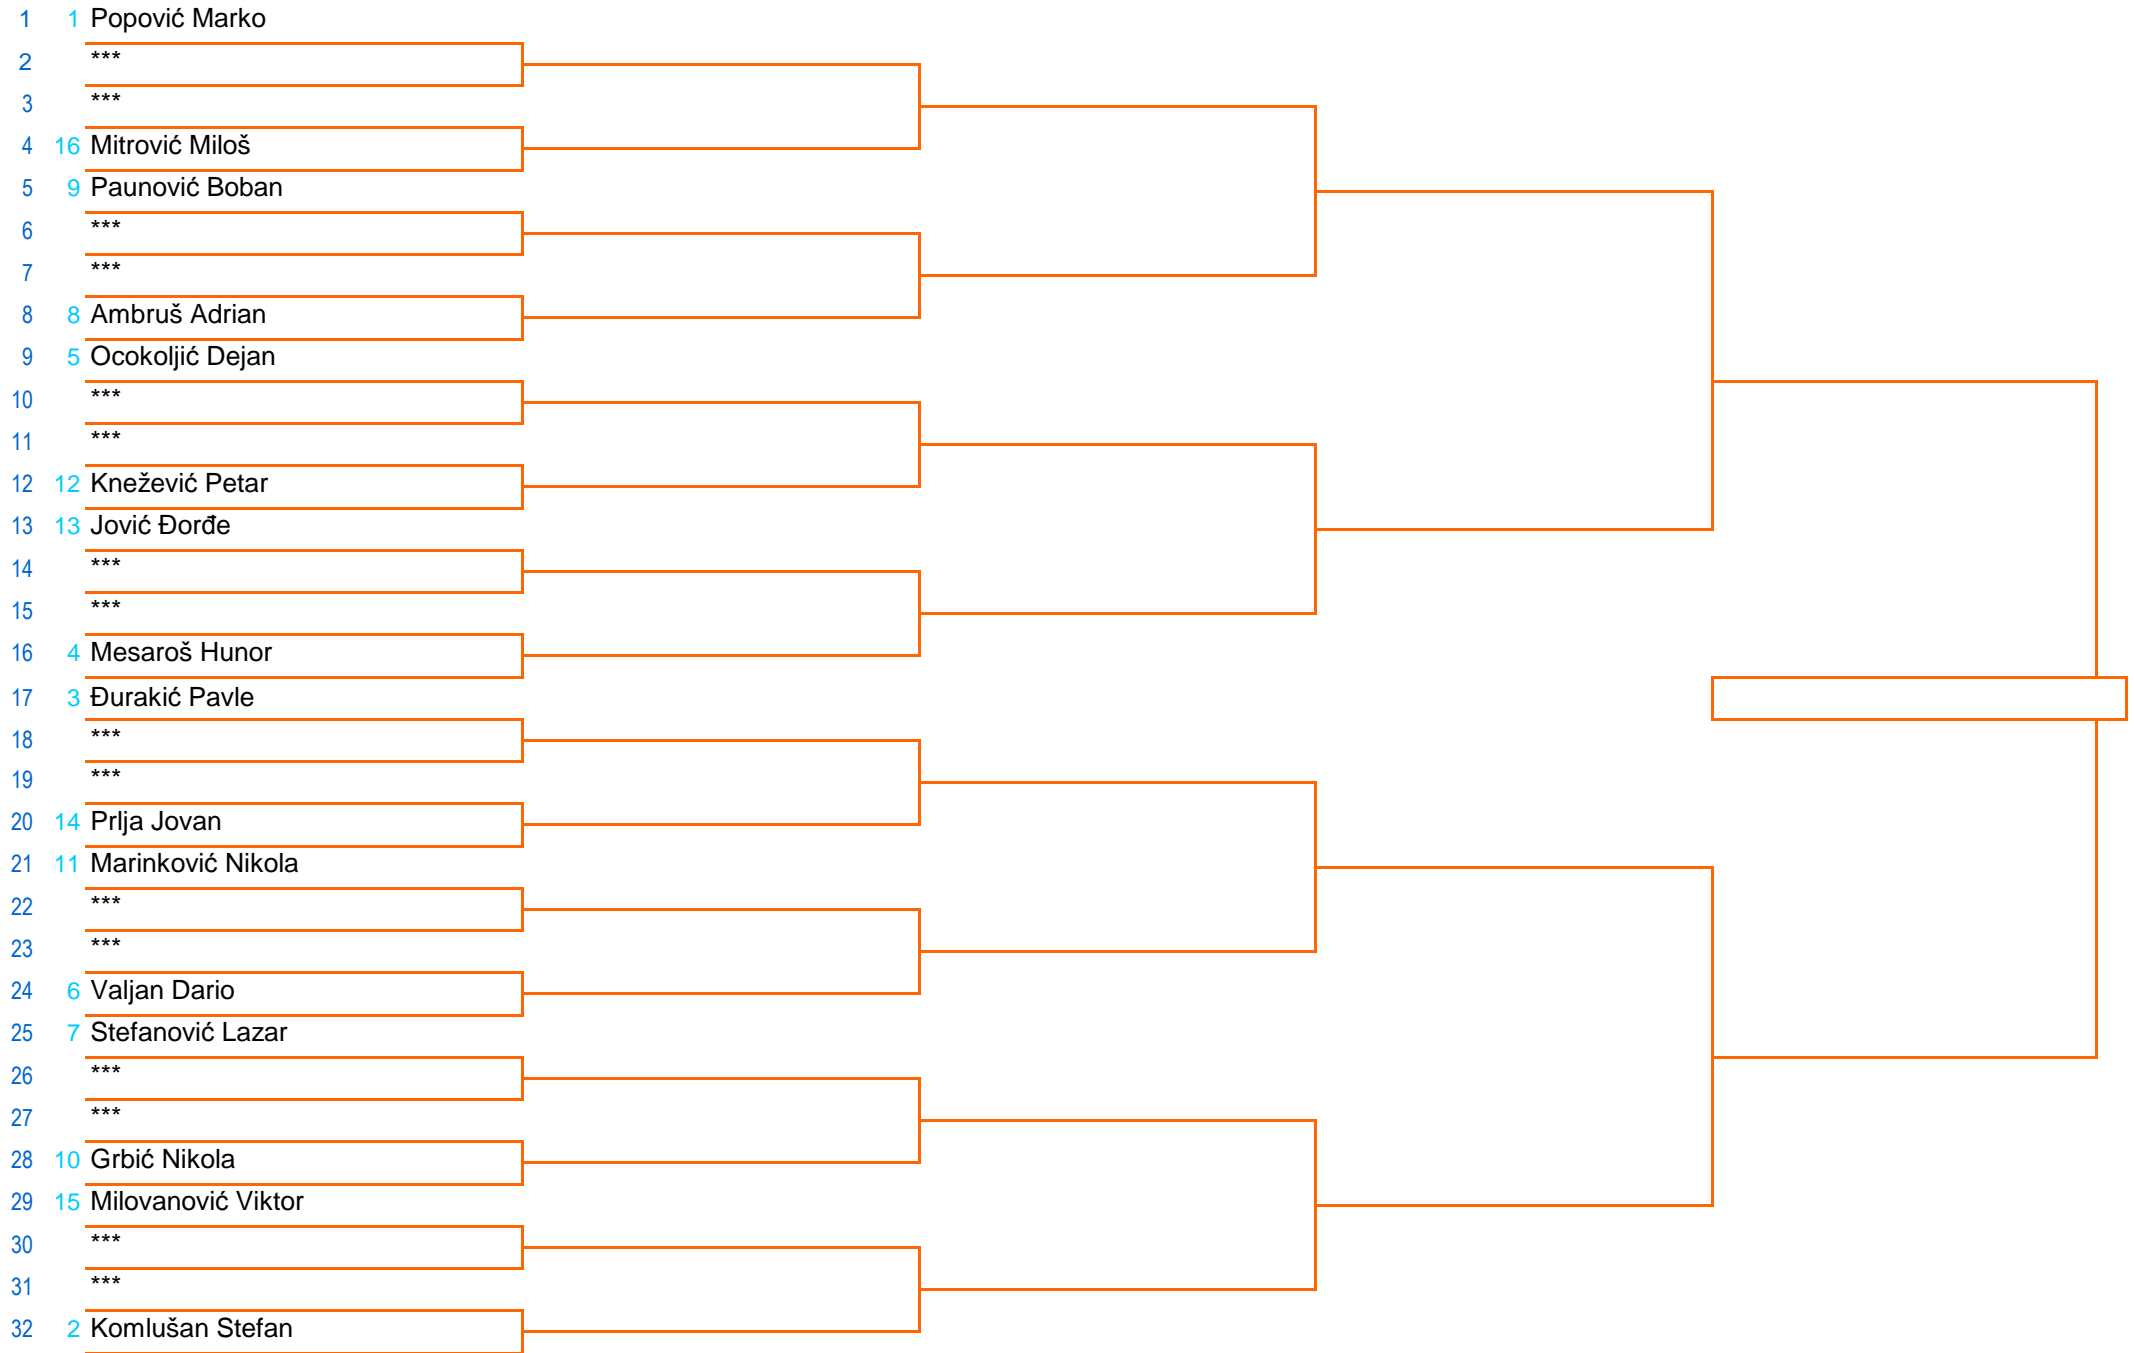 1 1 Popović Marko
2 ***
3 ***
4 16 Mitrović Miloš
5 9 Paunović Boban
6 ***
7 ***
8 8 Ambruš Adrian
9 5 Ocokoljić Dejan
10 ***
11 ***
12 12 Knežević Petar
13 13 Jović Đorđe
14 ***
15 ***
16 4 Mesaroš Hunor
17 3 Đurakić Pavle
18 ***
19 ***
20 14 Prlja Jovan
21 11 Marinković Nikola
22 ***
23 ***
24 6 Valjan Dario
25 7 Stefanović Lazar
26 ***
27 ***
28 10 Grbić Nikola
29 15 Milovanović Viktor
30 ***
31 ***
32 2 Komlušan Stefan